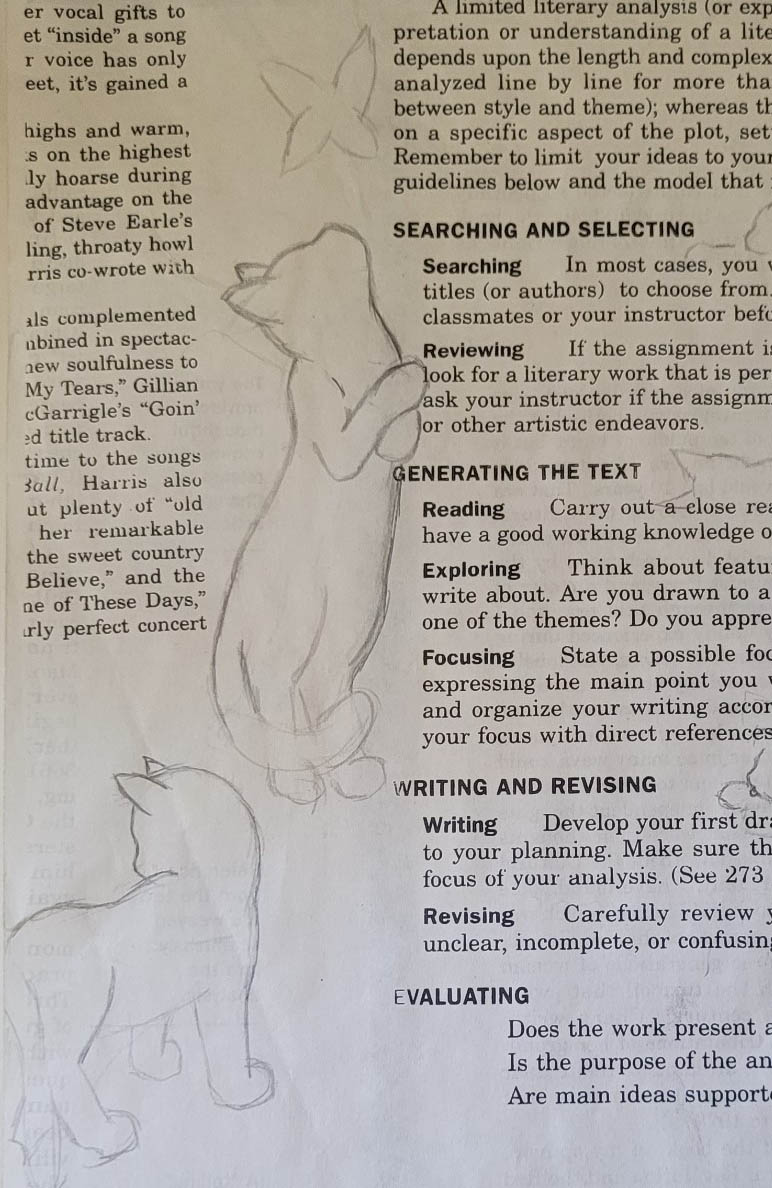 er vocal gifts to
et “inside” a song
r voice has only
eet, it’s gained a
highs and warm,
s on the highest
ly hoarse during
advantage on the
of Steve Earle’s
ling, throaty howl
rris co-wrote with
als complemented
nbined in spectac-
new soulfulness to
My Tears,” Gillian
cGarrigle’s “Goin’
ed title track.
time to the songs
Ball, Harris also
ut plenty of “old
her remarkable
the sweet country
Believe,” and the
ne of These Days,”
rly perfect concert
A limited literary analysis (or exp
pretation or understanding of a lite
depends upon the length and complex
analyzed line by line for more tha
between style and theme); whereas th
on a specific aspect of the plot, set
Remember to limit your ideas to your
guidelines below and the model that
SEARCHING AND SELECTING
Searching In most cases, you
titles (or authors) to choose from.
classmates or your instructor befo
Reviewing If the assignment is
look for a literary work that is per
ask your instructor if the assignm
or other artistic endeavors.
GENERATING THE TEXT
Reading Carry out a close rea
have a good working knowledge o
Exploring Think about featu
write about. Are you drawn to a
one of the themes? Do you appre
Focusing State a possible foc
expressing the main point you
and organize your writing accor
your focus with direct references
WRITING AND REVISING
Writing Develop your first dra
to your planning. Make sure th
focus of your analysis. (See 273
Revising Carefully review y
unclear, incomplete, or confusing
EVALUATING
Does the work present a
Is the purpose of the an
Are main ideas supporte